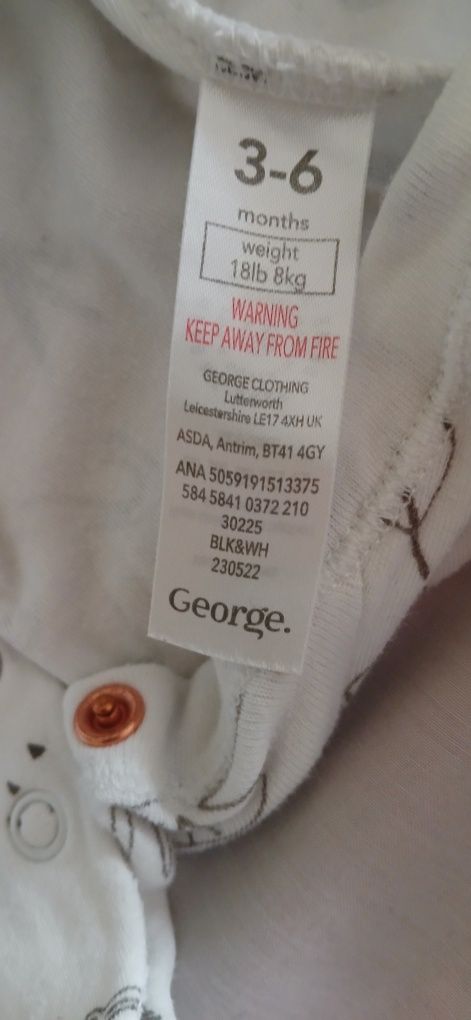 3-6
months
weight
18lb 8kg
WARNING
KEEP AWAY FROM FIRE
GEORGE CLOTHING
Lutterworth
Leicestershire LE17 4XH UK
ASDA, Antrim, BT41 4GY
ANA 5059191513375
584 5841 0372 210
30225
BLK&WH
230522
George.